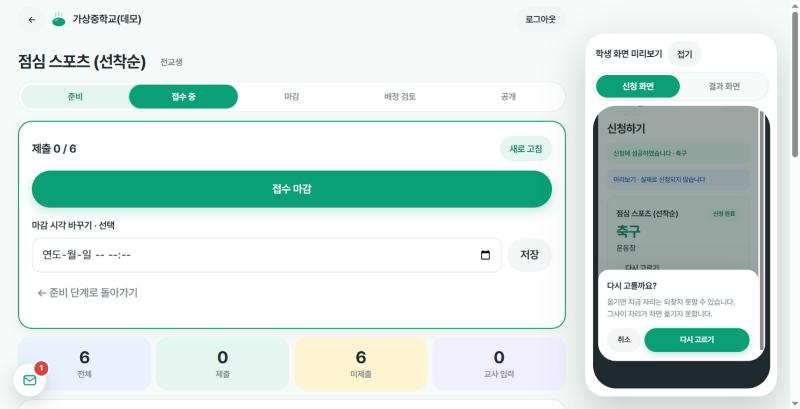 가상중학교(데모)
로그아웃
점심 스포츠 (선착순) 전교생
준비 접수 중 마감 배정 검토 공개
제출 0 / 6 새로 고침
접수 마감
마감 시각 바꾸기 · 선택
연도-월-일 -- --:-- 저장
← 준비 단계로 돌아가기
6 0 6 0
전체 제출 미제출 교사 입력
1
학생 화면 미리보기 접기
신청 화면 결과 화면
신청하기
신청에 성공하였습니다 · 축구
미리보기 · 실제로 신청되지 않습니다
점심 스포츠 (선착순) 신청 완료
축구
운동장
다시 고르기
다시 고를까요?
옮기면 지금 자리는 되찾지 못할 수 있습니다.
그사이 자리가 차면 옮기지 못합니다.
취소 다시 고르기